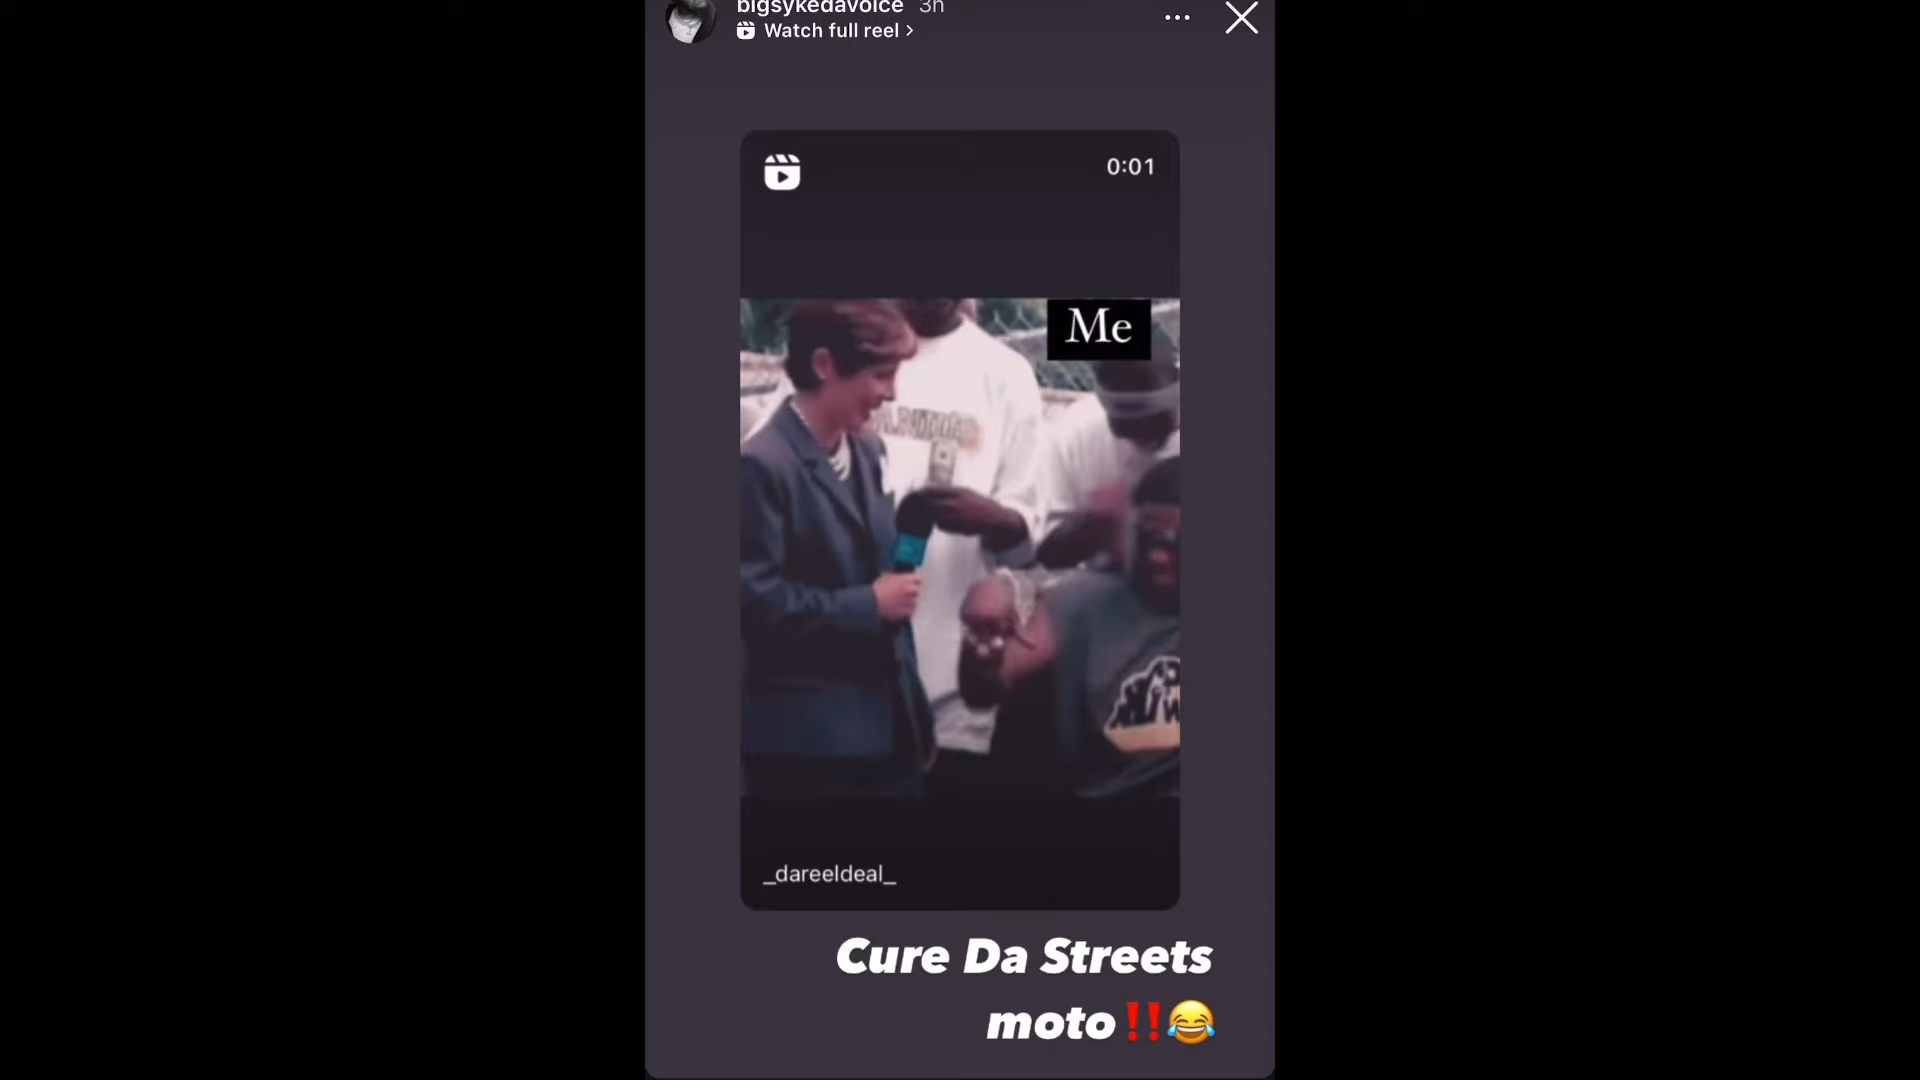 bigsykedavoice 3h
Watch full reel >
0:01
Me
_dareeldeal_
Cure Da Streets
moto‼️😂